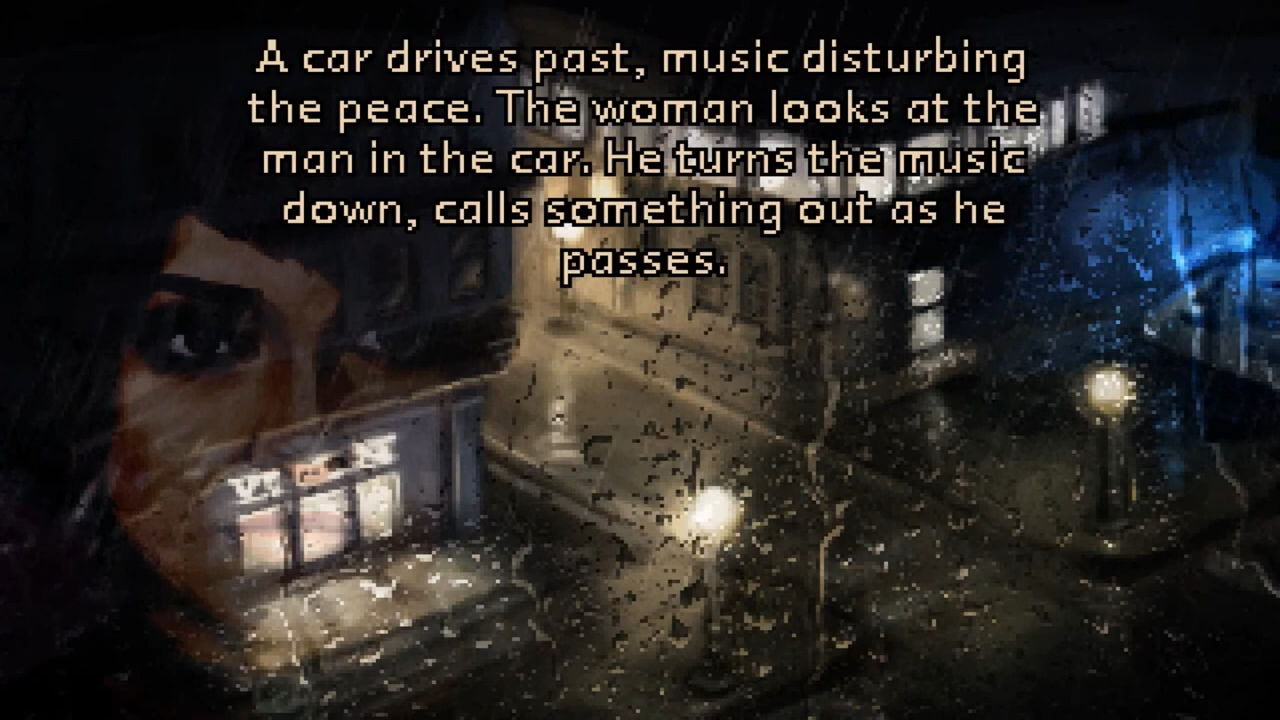 A car drives past, music disturbing
the peace. The woman looks at the
man in the car. He turns the music
down, calls something out as he
passes.